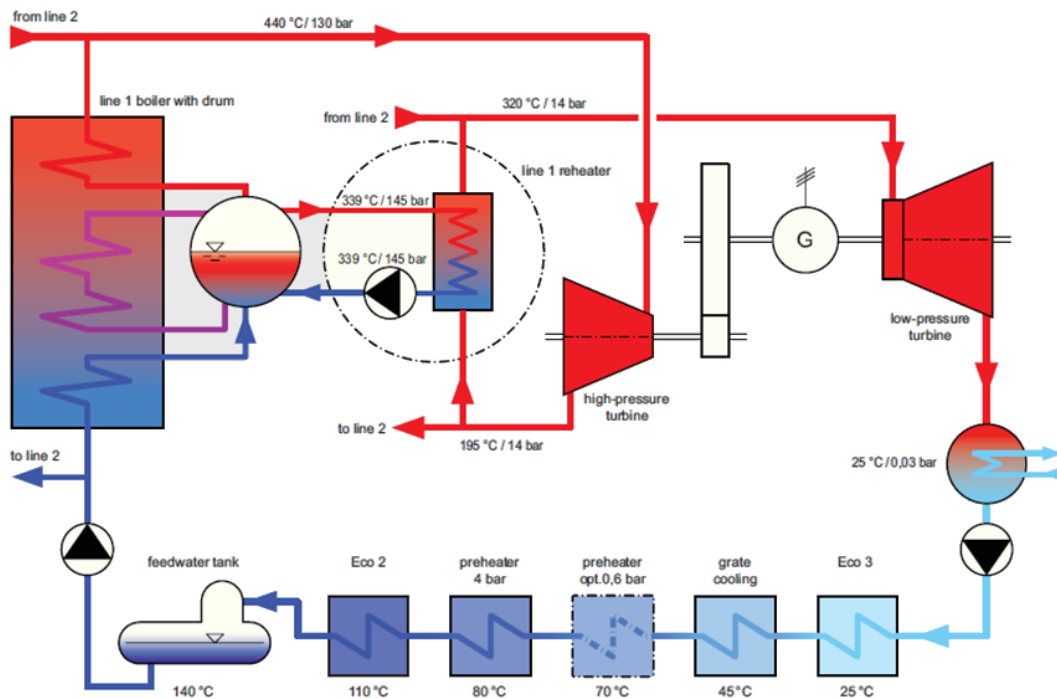 from line 2
440 °C/ 130 bar
line 1 boiler with drum
from line 2
320 °C / 14 bar
line 1 reheater
339 °C/ 145 bar
339 °C/ 145 bar
G
low-pressure
turbine
high-pressure
turbine
to line 2
195 °C/ 14 bar
to line 2
25 °C/0,03 bar
feedwater tank
Eco 2
preheater
4 bar
preheater
opt.0,6 bar
grate
cooling
Eco 3
140 °C
110 °C
80 °C
70 °C
45 °C
25 °C